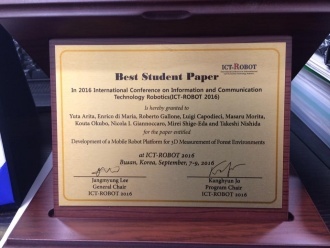 ICT-ROBOT
Best Student Paper
In 2016 International Conference on Information and Communication
Technology Robotics(ICT-ROBOT 2016)
is hereby granted to
Yuta Arita, Enrico di Maria, Roberto Gallone, Luigi Capodieci, Masaru Morita,
Kouta Okubo, Nicola I. Giannoccaro, Mirei Shige-Eda and Takeshi Nishida
for the paper entitled
Development of a Mobile Robot Platform for 3D Measurement of Forest Environments
at ICT-ROBOT 2016
Busan, Korea, September, 7-9, 2016
Jangmyung Lee
General Chair
ICT-ROBOT 2016
Kanghyun
Program Chair
ICT-ROBOT 2016